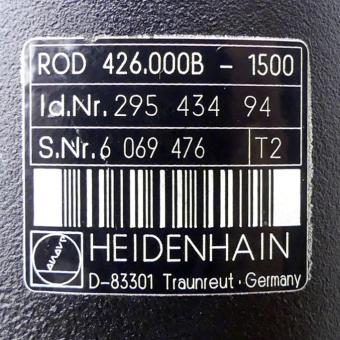 ROD 426.000B - 1500
Id.Nr. 295 434 94
S.Nr. 6 069 476 T2
HEIDENHAIN
D-83301 Traunreut · Germany